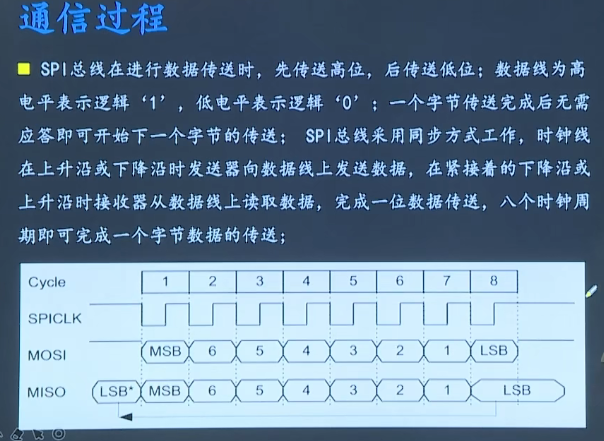 通信过程
SPI总线在进行数据传送时，先传送高位，后传送低位；数据线为高
电平表示逻辑‘1’，低电平表示逻辑‘0’；一个字节传送完成后无需
应答即可开始下一个字节的传送； SPI总线采用同步方式工作，时钟线
在上升沿或下降沿时发送器向数据线上发送数据，在紧接着的下降沿或
上升沿时接收器从数据线上读取数据，完成一位数据传送，八个时钟周
期即可完成一个字节数据的传送；
Cycle 1 2 3 4 5 6 7 8
SPICLK
MOSI MSB 6 5 4 3 2 1 LSB
MISO LSB* MSB 6 5 4 3 2 1 LSB